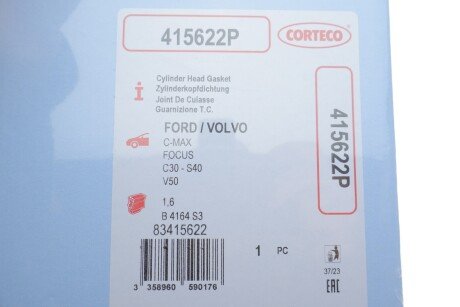 415622P
CORTECO
Cylinder Head Gasket
Zylinderkopfdichtung
Joint De Culasse
Guarnizione T.C.
FORD / VOLVO
C-MAX
FOCUS
C30 - S40
V50
1,6
B 4164 S3
83415622
1 PC
3 358960 590176
37/23
EAC
415622P